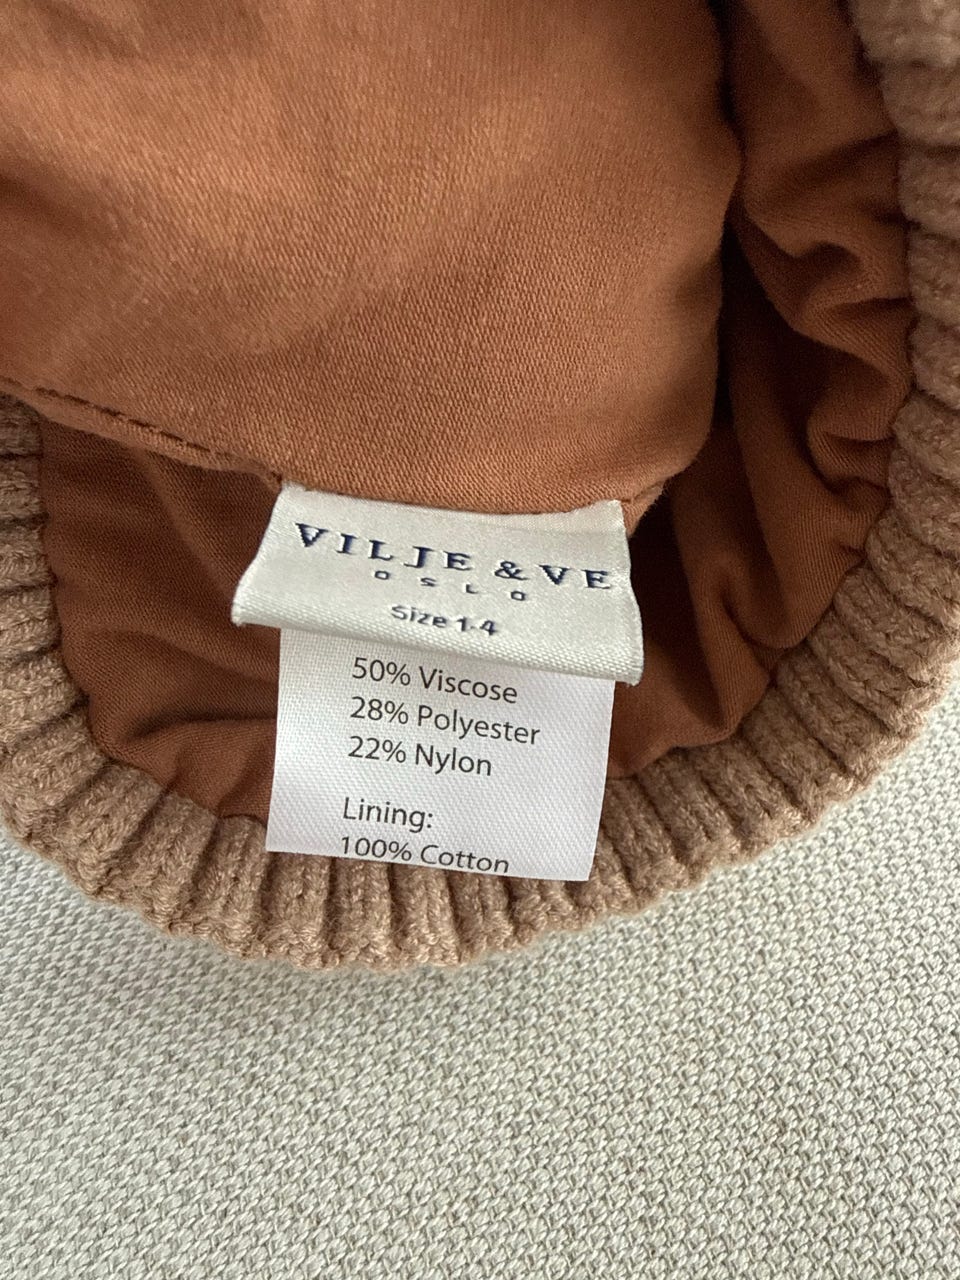 VILJE & VE
OSLO
Size 1-4
50% Viscose
28% Polyester
22% Nylon
Lining:
100% Cotton